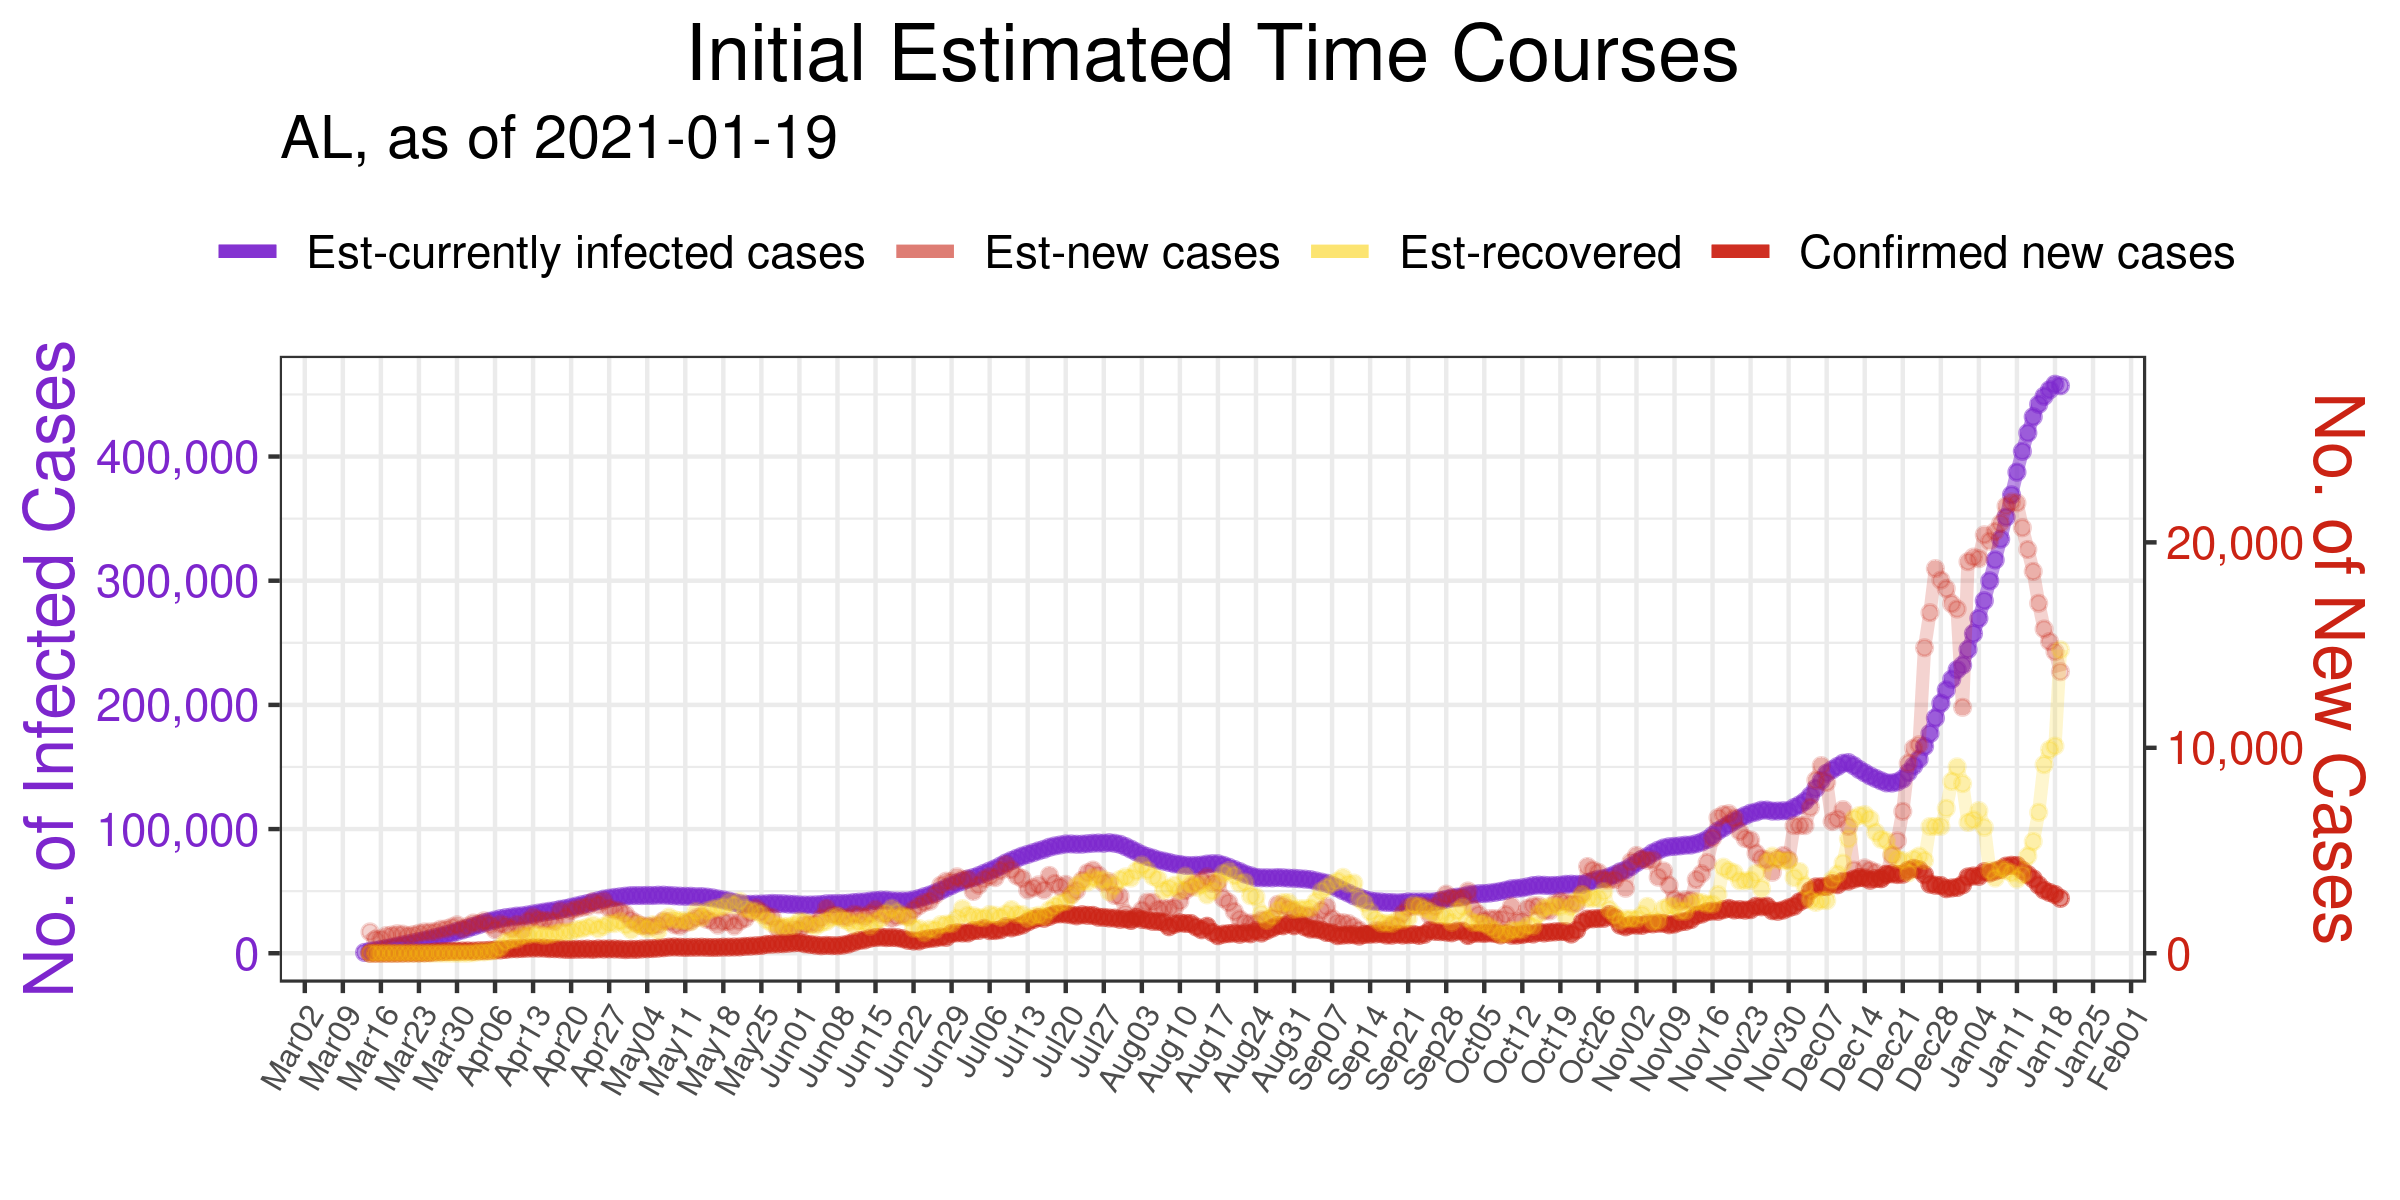 Initial Estimated Time Courses
AL, as of 2021-01-19
Est-currently infected cases Est-new cases Est-recovered Confirmed new cases
No. of Infected Cases
400,000
300,000
200,000
100,000
0
No. of New Cases
20,000
10,000
0
Mar02 Mar09 Mar16 Mar23 Mar30 Apr06 Apr13 Apr20 Apr27 May04 May11 May18 May25 Jun01 Jun08 Jun15 Jun22 Jun29 Jul06 Jul13 Jul20 Jul27 Aug03 Aug10 Aug17 Aug24 Aug31 Sep07 Sep14 Sep21 Sep28 Oct05 Oct12 Oct19 Oct26 Nov02 Nov09 Nov16 Nov23 Nov30 Dec07 Dec14 Dec21 Dec28 Jan04 Jan11 Jan18 Jan25 Feb01